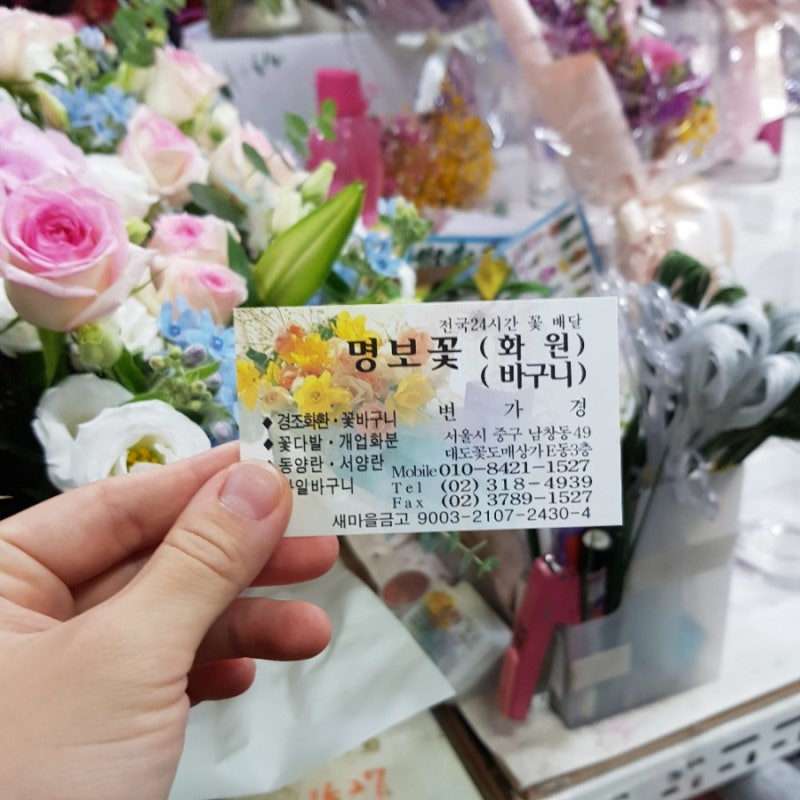 전국24시간 꽃 배달
명보꽃 (화 원)
(바구니)
변 가 경
◆ 경조화환·꽃바구니
◆ 꽃다발·개업화분
동양란·서양란
일바구니
서울시 중구 남창동 49
대도꽃도매상가 E동3층
Mobile 010-8421-1527
Tel (02) 318-4939
Fax (02) 3789-1527
새마을금고 9003-2107-2430-4